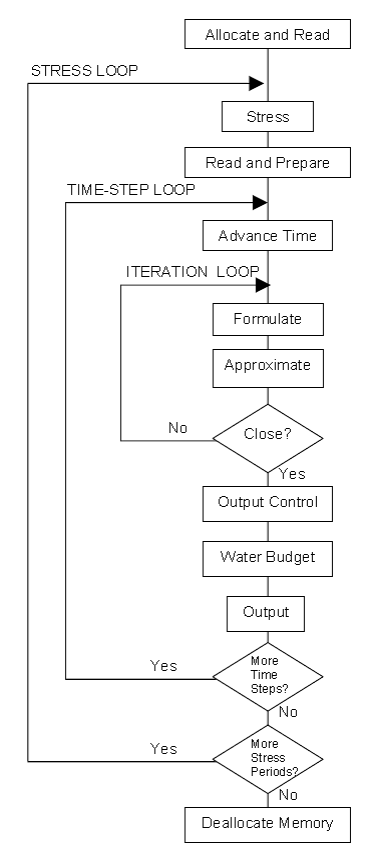 Allocate and Read
STRESS LOOP
Stress
Read and Prepare
TIME-STEP LOOP
Advance Time
ITERATION LOOP
Formulate
Approximate
No
Close?
Yes
Output Control
Water Budget
Output
Yes
More
Time
Steps?
No
Yes
More
Stress
Periods?
No
Deallocate Memory